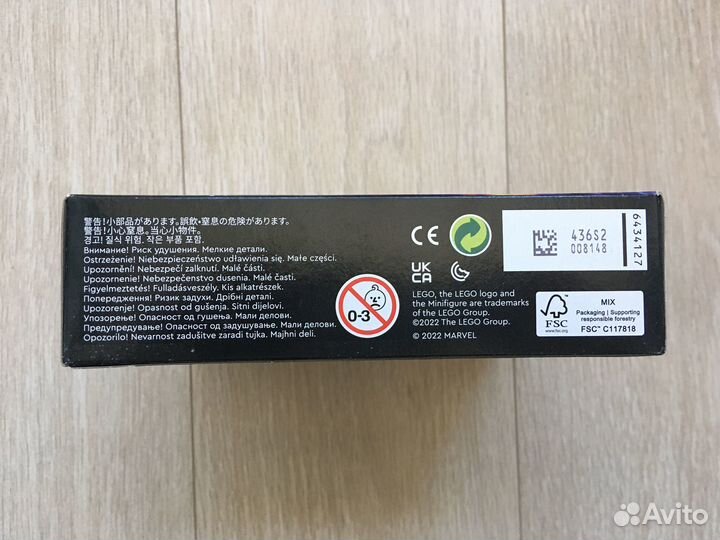 警告!小部品があります。誤飲•窒息の危険があります。
警告!小心窒息。当心小物件。
경고! 질식 위험. 작은 부품 포함.
Внимание! Риск удушения. Мелкие детали.
Ostrzeżenie! Niebezpieczeństwo udławienia się. Małe części.
Upozornění! Nebezpečí zalknutí. Malé části.
Upozornenie! Nebezpečenstvo dusenia. Malé časti.
Figyelmeztetés! Fulladásveszély. Kis alkatrészek.
Попередження! Ризик задухи. Дрібні деталі.
Upozorenje! Opasnost od gušenja. Sitni dijelovi.
Упозорење! Опасност од гушења. Мали делови.
Предупредување! Опасност од задушување. Мали делови.
Opozorilo! Nevarnost zadušitve zaradi tujka. Majhni deli.
0-3
CE
UK
CA
LEGO, the LEGO logo and
the Minifigure are trademarks
of the LEGO Group.
©2022 The LEGO Group.
© 2022 MARVEL
436S2
008148
6434127
FSC
www.fsc.org
MIX
Packaging | Supporting
responsible forestry
FSC™ C117818
Avito